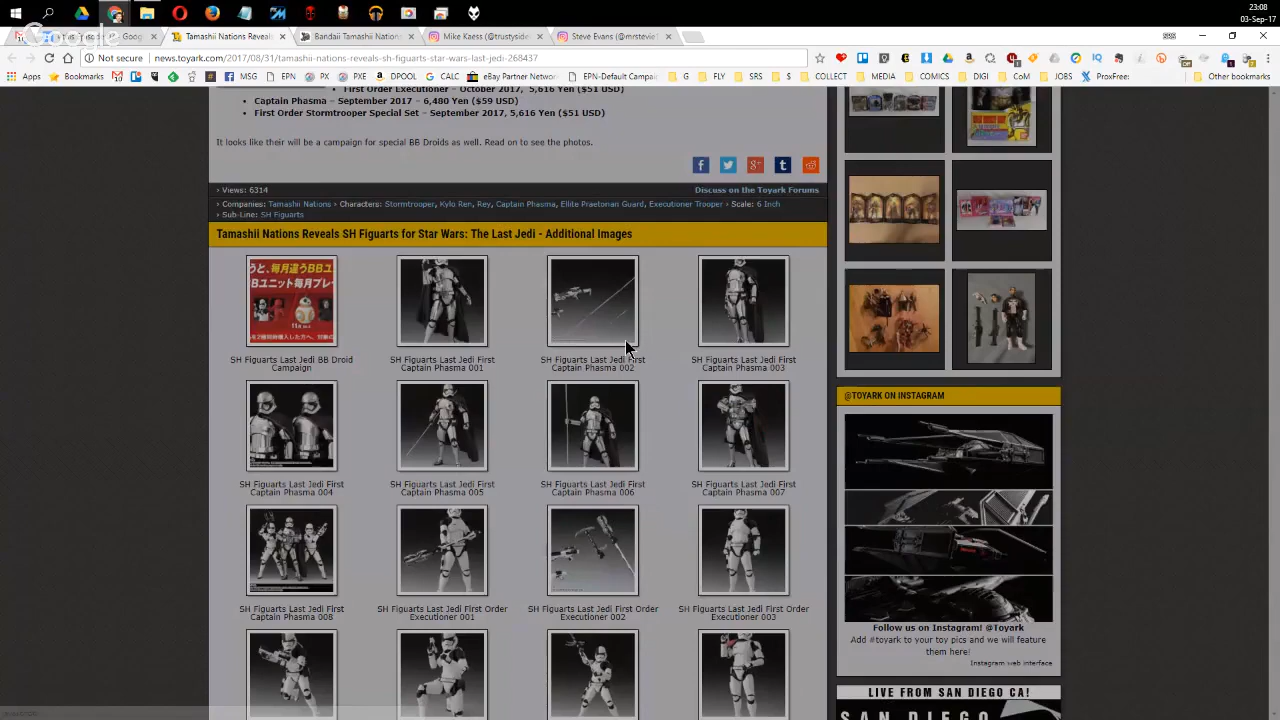 23:08
03-Sep-17
Google
Tamashii Nations Reveals
Bandaii Tamashii Nations
Mike Kaess (@trustyside
Steve Evans (@mrstevie1
Not secure
news.toyark.com/2017/08/31/tamashii-nations-reveals-sh-figuarts-star-wars-last-jedi-268437
Apps
Bookmarks
MSG
EPN
PX
DPOOL
CALC
eBay Partner Network
EPN-Default Campaig
G
FLY
SRS
S
COLLECT
MEDIA
COMICS
DIGI
CoM
JOBS
ProxFree:
Other bookmarks
First Order Executioner – October 2017, 5,616 Yen ($51 USD)
Captain Phasma – September 2017 – 6,480 Yen ($59 USD)
First Order Stormtrooper Special Set – September 2017, 5,616 Yen ($51 USD)
It looks like their will be a campaign for special BB Droids as well. Read on to see the photos.
› Views: 6314
Discuss on the Toyark Forums
› Companies: Tamashii Nations › Characters: Stormtrooper, Kylo Ren, Rey, Captain Phasma, Ellite Praetorian Guard, Executioner Trooper › Scale: 6 Inch
› Sub-Line: SH Figuarts
Tamashii Nations Reveals SH Figuarts for Star Wars: The Last Jedi - Additional Images
SH Figuarts Last Jedi BB Droid
Campaign
SH Figuarts Last Jedi First
Captain Phasma 001
SH Figuarts Last Jedi First
Captain Phasma 002
SH Figuarts Last Jedi First
Captain Phasma 003
SH Figuarts Last Jedi First
Captain Phasma 004
SH Figuarts Last Jedi First
Captain Phasma 005
SH Figuarts Last Jedi First
Captain Phasma 006
SH Figuarts Last Jedi First
Captain Phasma 007
SH Figuarts Last Jedi First
Captain Phasma 008
SH Figuarts Last Jedi First Order
Executioner 001
SH Figuarts Last Jedi First Order
Executioner 002
SH Figuarts Last Jedi First Order
Executioner 003
@TOYARK ON INSTAGRAM
Follow us on Instagram! @Toyark
Add #toyark to your toy pics and we will feature
them here!
Instagram web interface
LIVE FROM SAN DIEGO CA!
SAN DIEGO